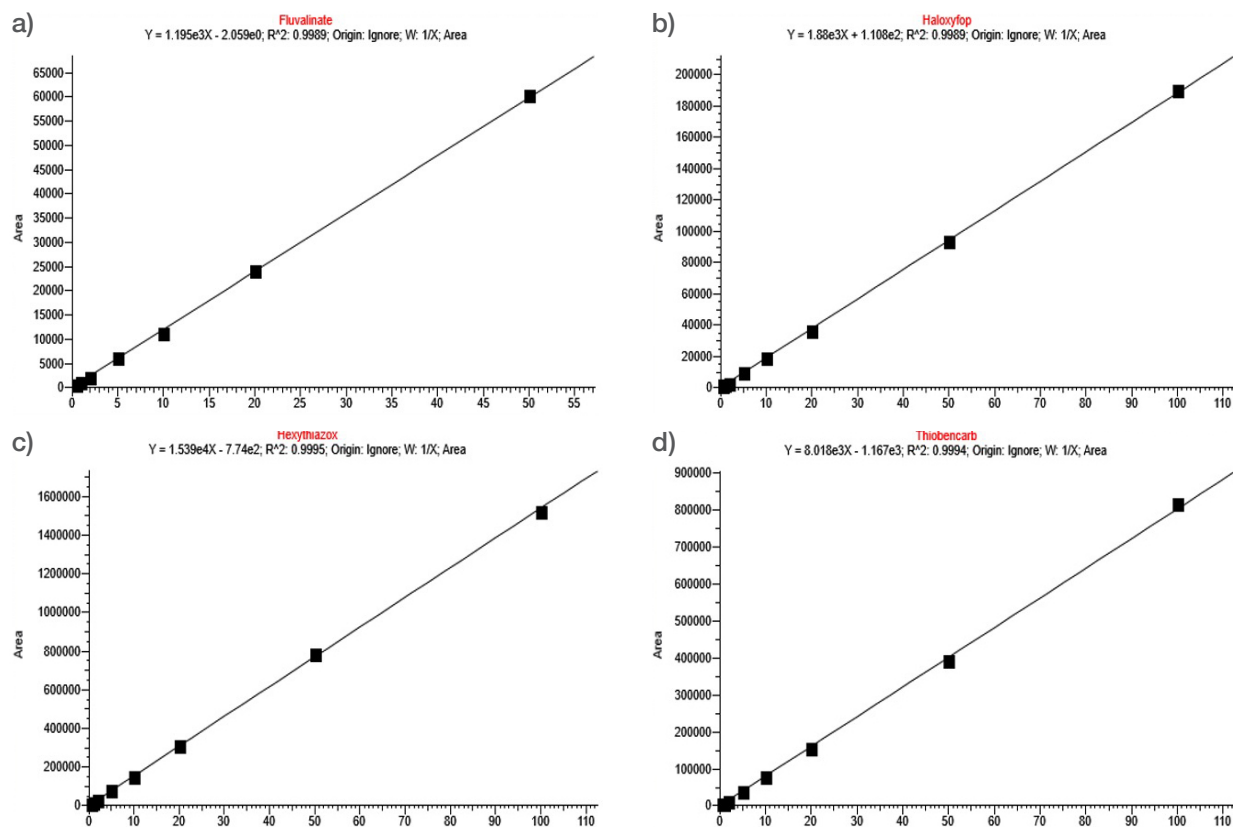 a)
Fluvalinate
Y = 1.195e3X - 2.059e0; R^2: 0.9989; Origin: Ignore; W: 1/X; Area
65000
60000
55000
50000
45000
40000
35000
30000
25000
20000
15000
10000
5000
0
Area
0 5 10 15 20 25 30 35 40 45 50 55
b)
Haloxyfop
Y = 1.88e3X + 1.108e2; R^2: 0.9989; Origin: Ignore; W: 1/X; Area
200000
180000
160000
140000
120000
100000
80000
60000
40000
20000
0
Area
0 10 20 30 40 50 60 70 80 90 100 110
c)
Hexythiazox
Y = 1.539e4X - 7.74e2; R^2: 0.9995; Origin: Ignore; W: 1/X; Area
1600000
1400000
1200000
1000000
800000
600000
400000
200000
0
Area
0 10 20 30 40 50 60 70 80 90 100 110
d)
Thiobencarb
Y = 8.018e3X - 1.167e3; R^2: 0.9994; Origin: Ignore; W: 1/X; Area
900000
800000
700000
600000
500000
400000
300000
200000
100000
0
Area
0 10 20 30 40 50 60 70 80 90 100 110